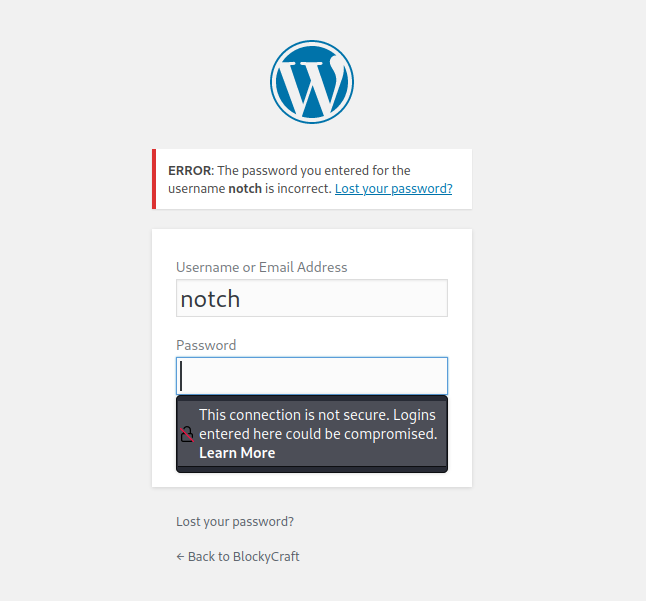 ERROR: The password you entered for the
username notch is incorrect. Lost your password?
Username or Email Address
notch
Password
This connection is not secure. Logins
entered here could be compromised.
Learn More
Lost your password?
← Back to BlockyCraft